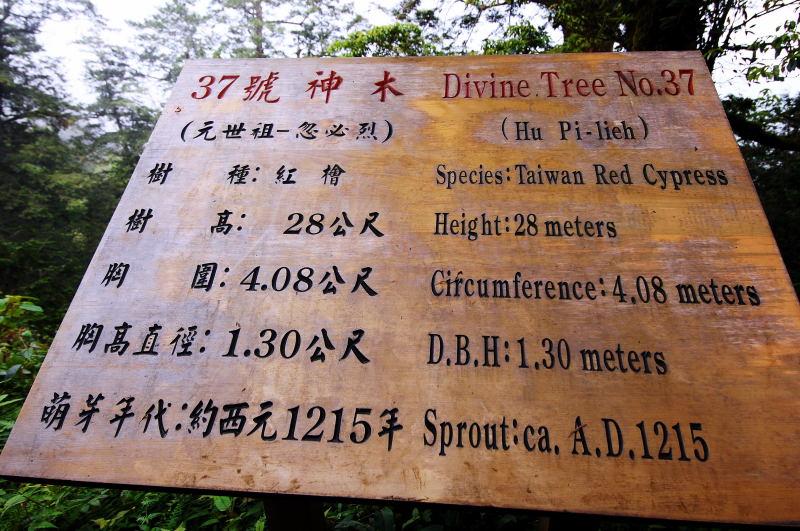 37號神木 Divine Tree No.37
(元世祖-忽必烈) (Hu Pi-lieh)
樹種:紅檜 Species:Taiwan Red Cypress
樹高: 28公尺 Height:28 meters
胸圍:4.08公尺 Circumference:4.08 meters
胸高直徑:1.30公尺 D.B.H:1.30 meters
萌芽年代:約西元1215年 Sprout:ca. A.D.1215